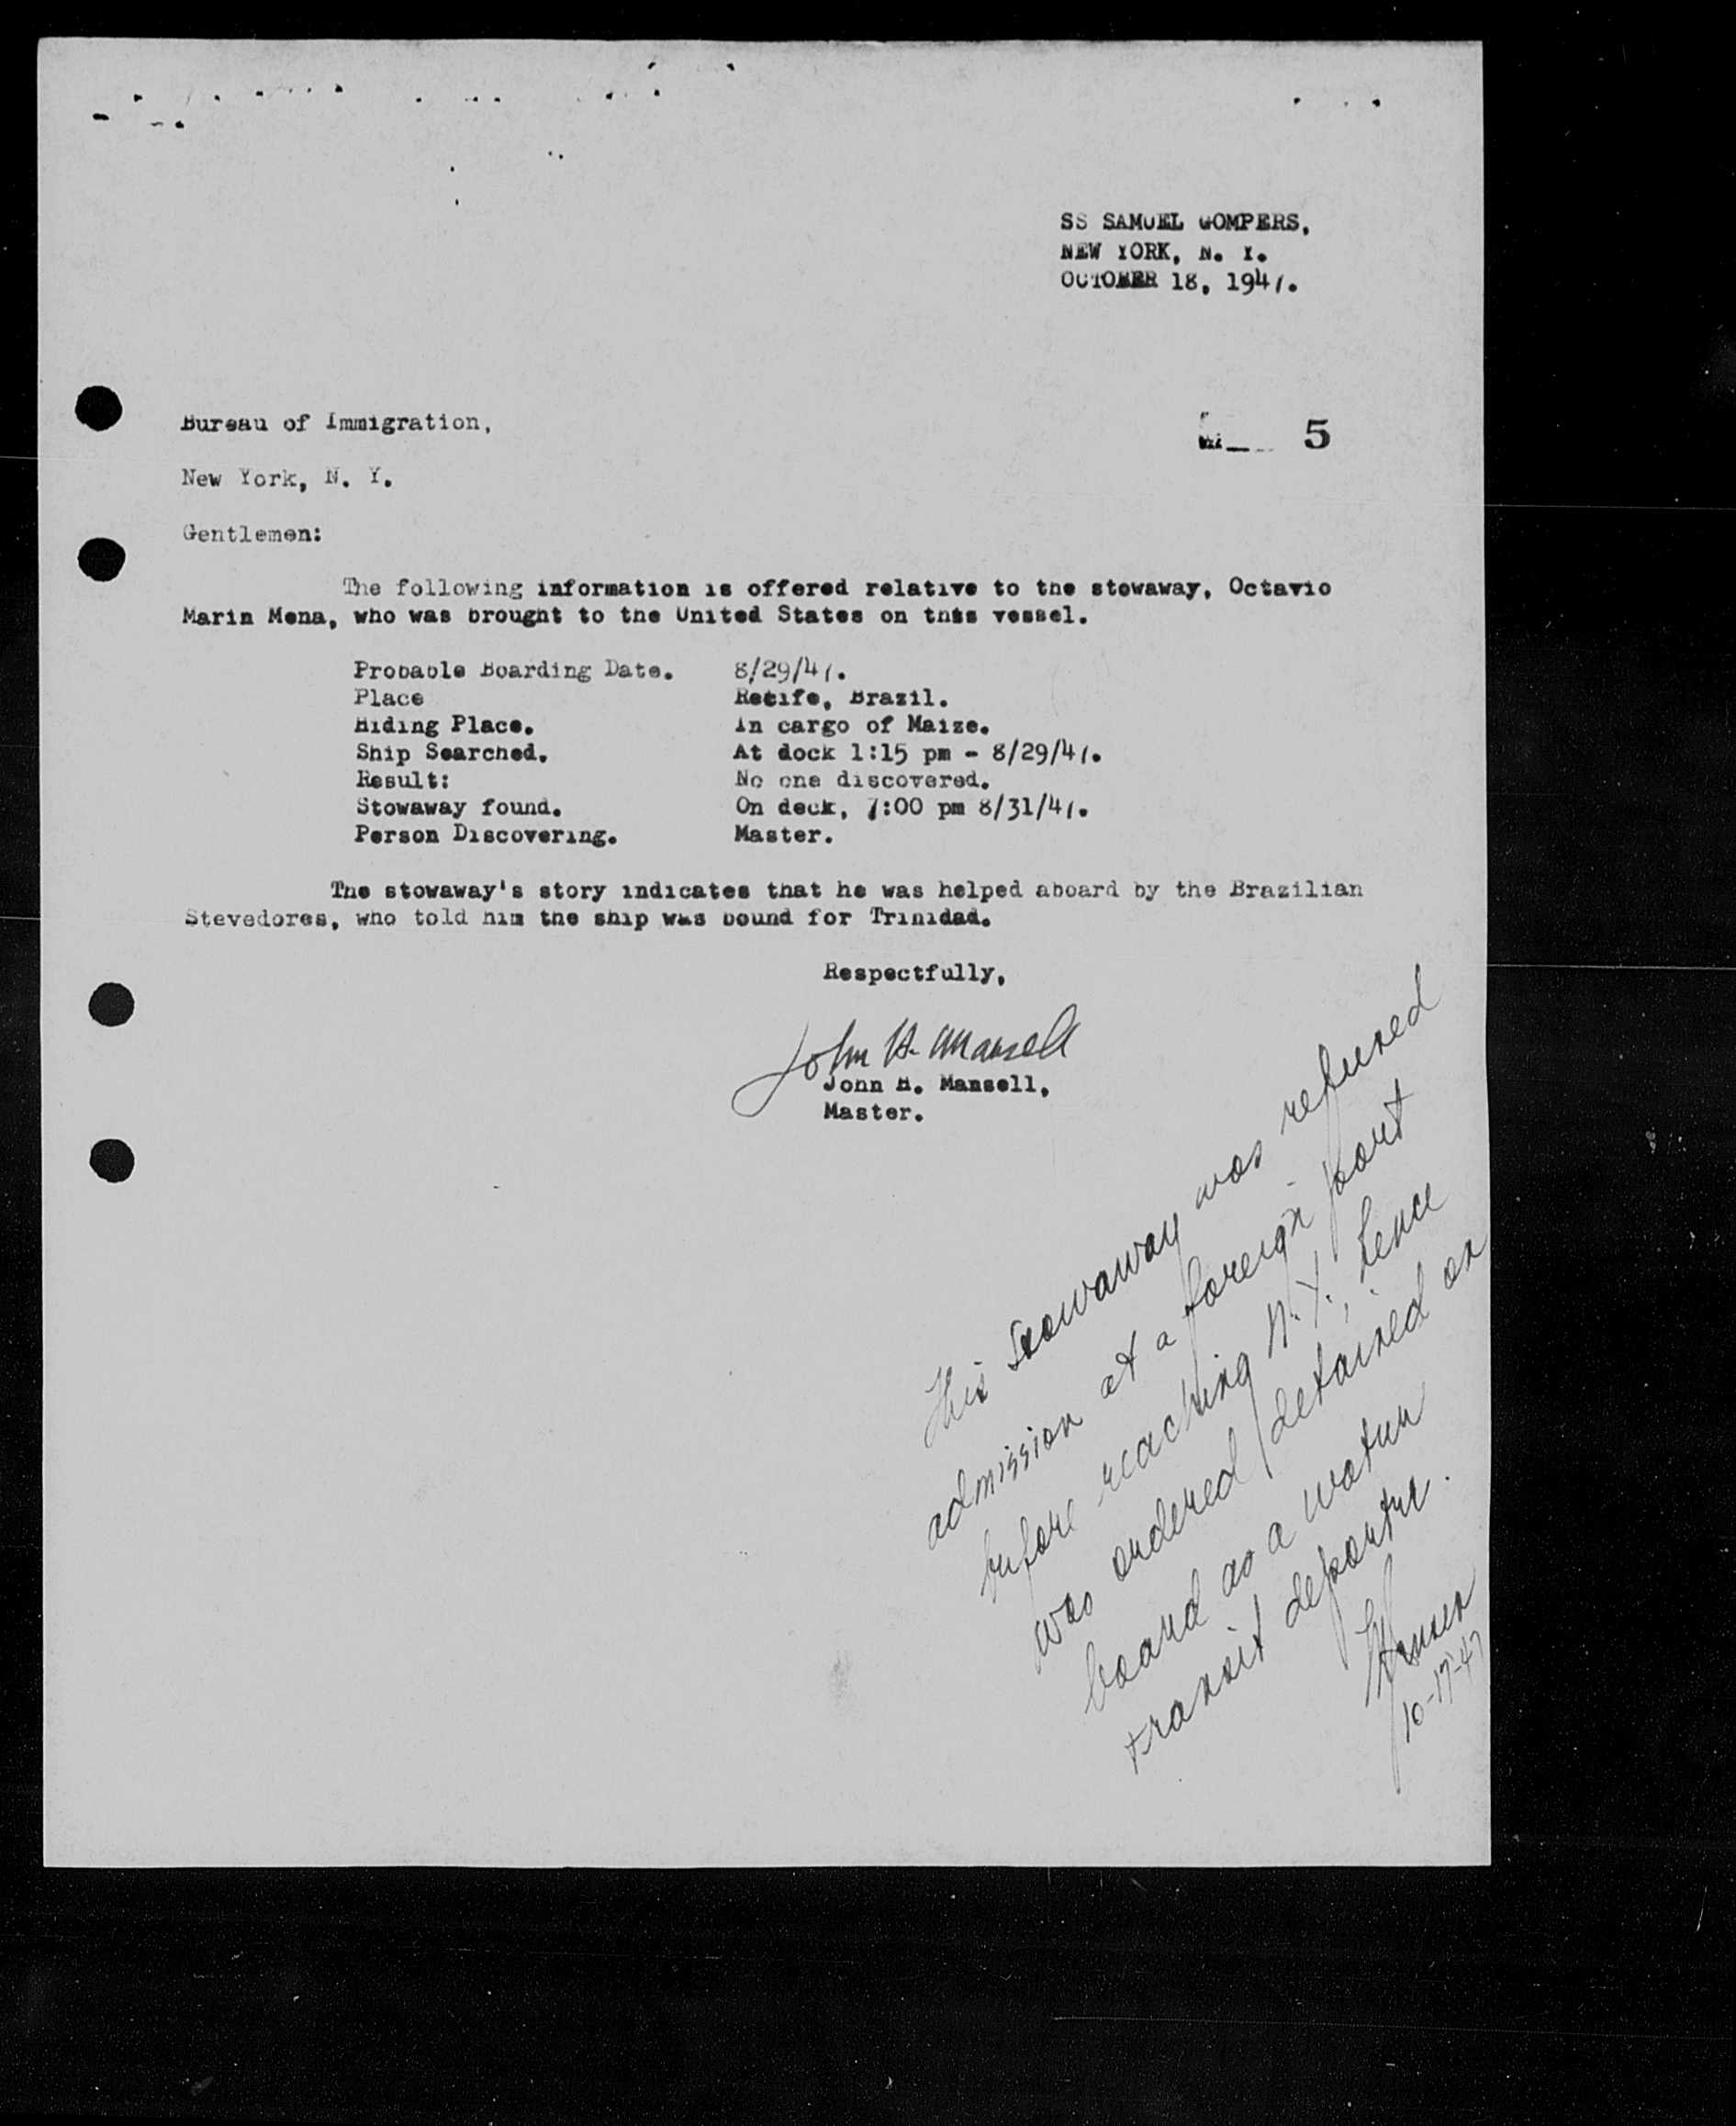 SS SAMUEL GOMPERS,
NEW YORK, N. Y.
OCTOBER 18, 1947.
Bureau of Immigration,
5
New York, N. Y.
Gentlemen:
The following information is offered relative to the stowaway, Octavio
Marin Mena, who was brought to the United States on this vessel.
Probable Boarding Date. 8/29/47.
Place Recife, Brazil.
Hiding Place. In cargo of Maize.
Ship Searched. At dock 1:15 pm - 8/29/47.
Result: No one discovered.
Stowaway found. On deck, 7:00 pm 8/31/47.
Person Discovering. Master.
The stowaway's story indicates that he was helped aboard by the Brazilian
Stevedores, who told him the ship was bound for Trinidad.
Respectfully,
John H. Mansell
John H. Mansell,
Master.
This stowaway was refused
admission at a foreign port
before reaching N.Y., hence
was ordered detained on
board as a
transit
10-17-47